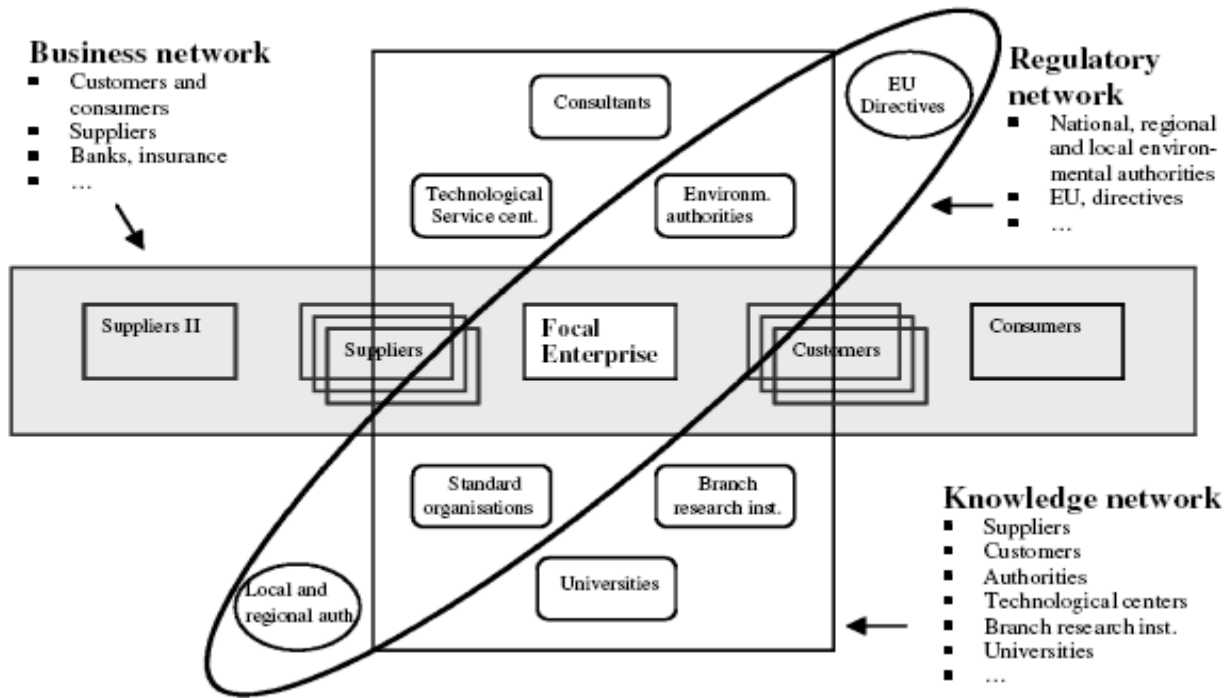 Business network
▪ Customers and
consumers
▪ Suppliers
▪ Banks, insurance
▪ …
Consultants
EU
Directives
Regulatory
network
▪ National, regional
and local environ-
mental authorities
▪ EU, directives
▪ …
Technological
Service cent.
Environm.
authorities
Suppliers II
Suppliers
Focal
Enterprise
Customers
Consumers
Standard
organisations
Branch
research inst.
Universities
Local and
regional auth.
Knowledge network
▪ Suppliers
▪ Customers
▪ Authorities
▪ Technological centers
▪ Branch research inst.
▪ Universities
▪ …